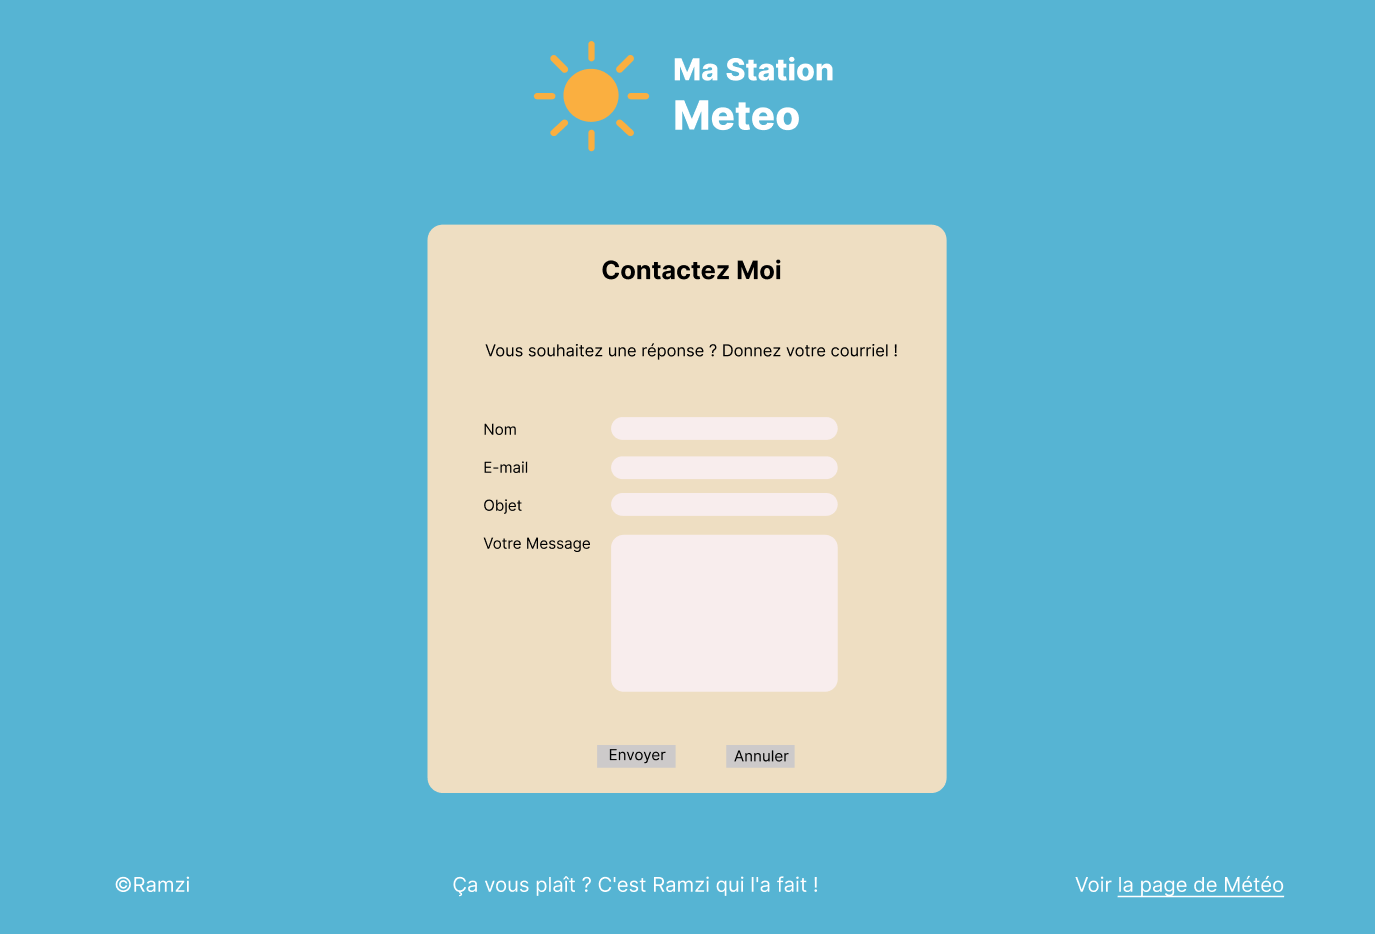 Ma Station
Meteo
Contactez Moi
Vous souhaitez une réponse ? Donnez votre courriel !
Nom
E-mail
Objet
Votre Message
Envoyer
Annuler
©Ramzi
Ça vous plaît ? C'est Ramzi qui l'a fait !
Voir la page de Météo